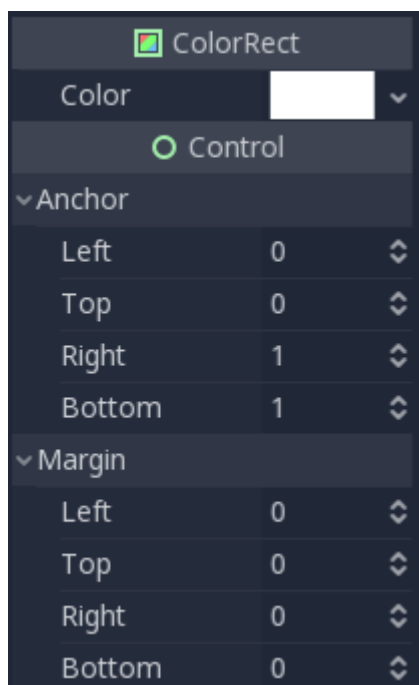 ColorRect
Color
Control
Anchor
Left 0
Top 0
Right 1
Bottom 1
Margin
Left 0
Top 0
Right 0
Bottom 0